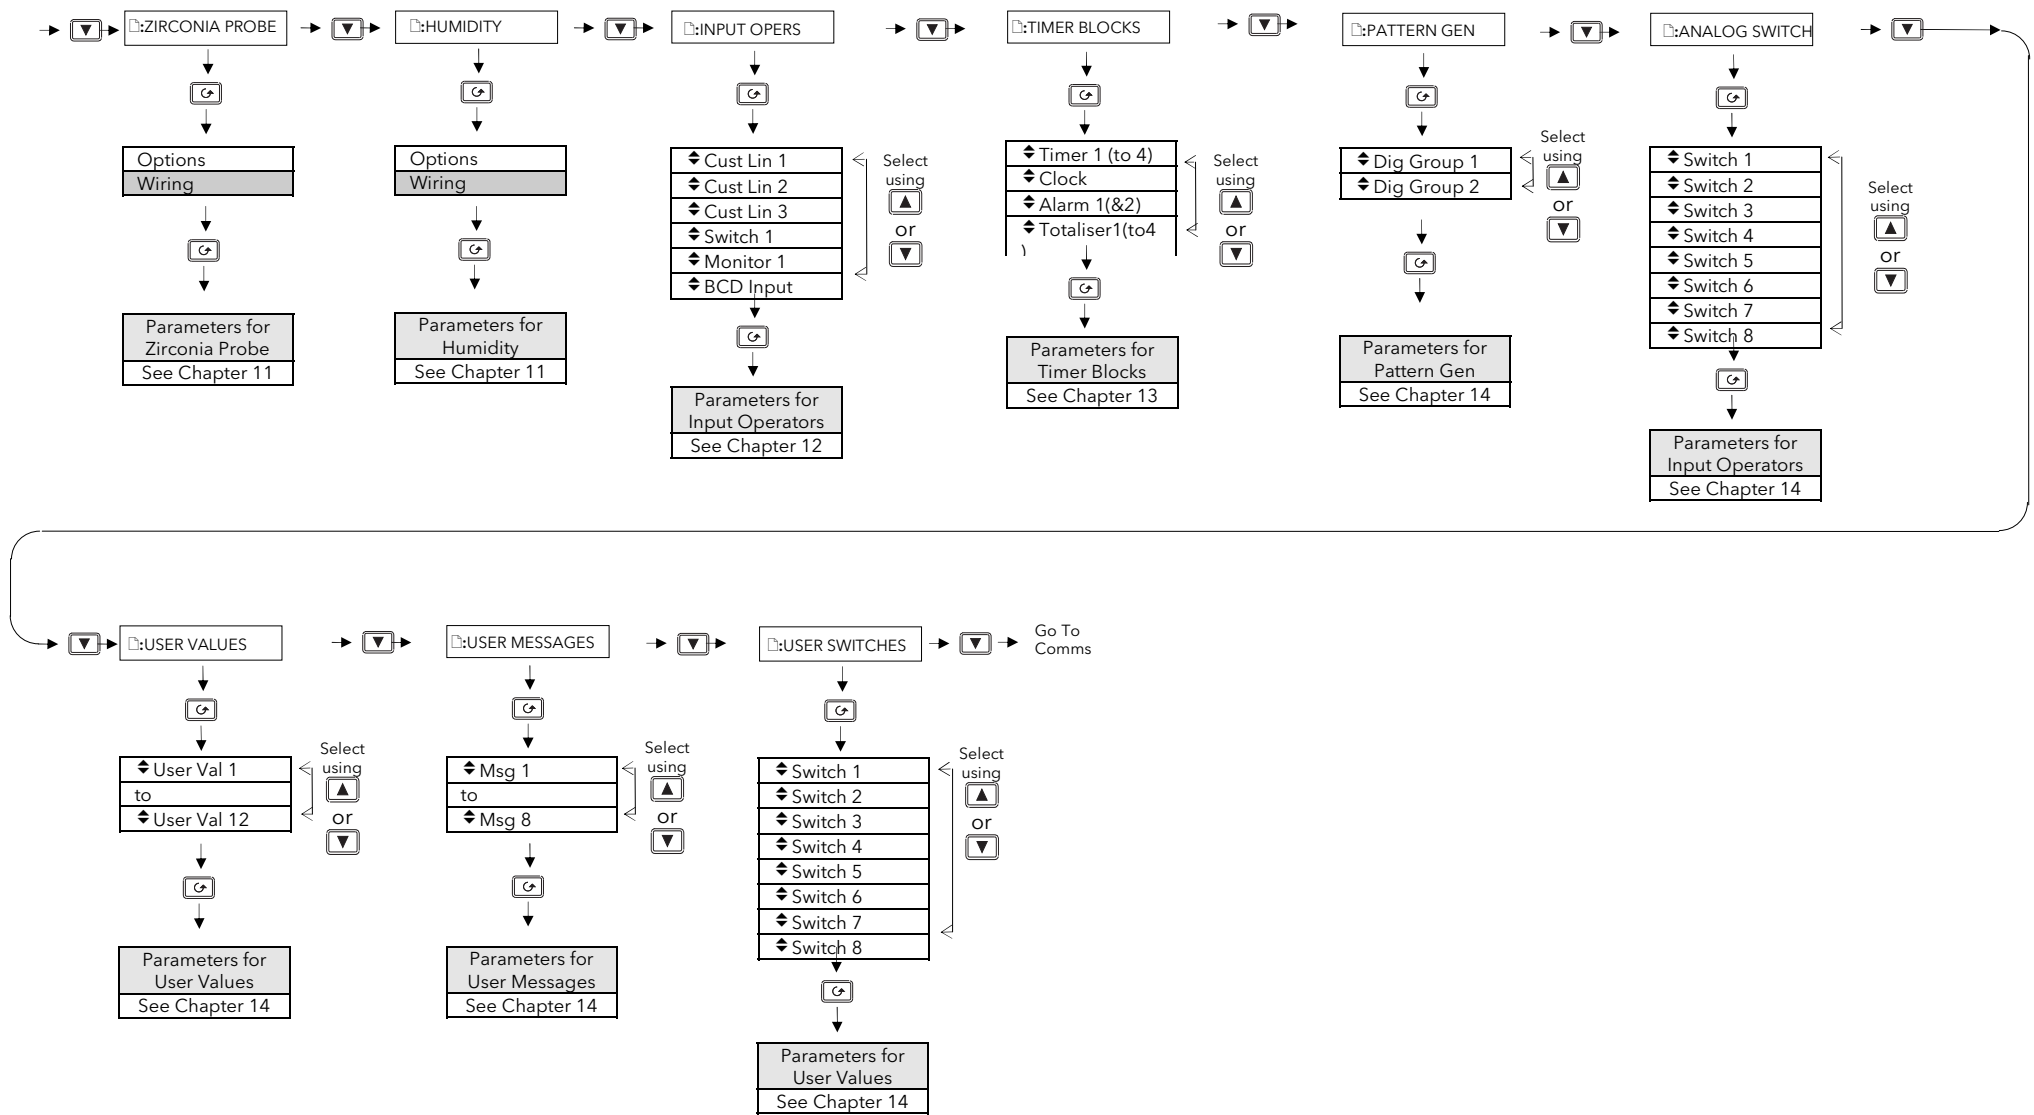 :ZIRCONIA PROBE
:HUMIDITY
:INPUT OPERS
:TIMER BLOCKS
:PATTERN GEN
:ANALOG SWITCH
Options
Wiring
Parameters for
Zirconia Probe
See Chapter 11
Options
Wiring
Parameters for
Humidity
See Chapter 11
Cust Lin 1
Cust Lin 2
Cust Lin 3
Switch 1
Monitor 1
BCD Input
Select
using
or
Parameters for
Input Operators
See Chapter 12
Timer 1 (to 4)
Clock
Alarm 1(&2)
Totaliser1(to4
)
Select
using
or
Parameters for
Timer Blocks
See Chapter 13
Dig Group 1
Dig Group 2
Select
using
or
Parameters for
Pattern Gen
See Chapter 14
Switch 1
Switch 2
Switch 3
Switch 4
Switch 5
Switch 6
Switch 7
Switch 8
Select
using
or
Parameters for
Input Operators
See Chapter 14
:USER VALUES
:USER MESSAGES
:USER SWITCHES
Go To
Comms
User Val 1
to
User Val 12
Select
using
or
Parameters for
User Values
See Chapter 14
Msg 1
to
Msg 8
Select
using
or
Parameters for
User Messages
See Chapter 14
Switch 1
Switch 2
Switch 3
Switch 4
Switch 5
Switch 6
Switch 7
Switch 8
Select
using
or
Parameters for
User Values
See Chapter 14